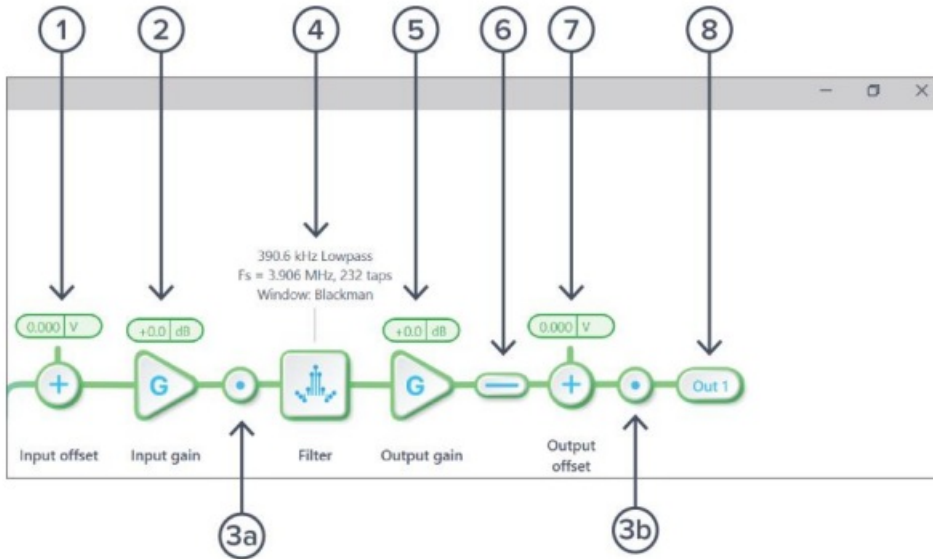 1 2 4 5 6 7 8
390.6 kHz Lowpass
Fs = 3.906 MHz, 232 taps
Window: Blackman
0.000 V +0.0 dB +0.0 dB 0.000 V
+ G G + Out 1
Input offset Input gain Filter Output gain Output
offset
3a 3b